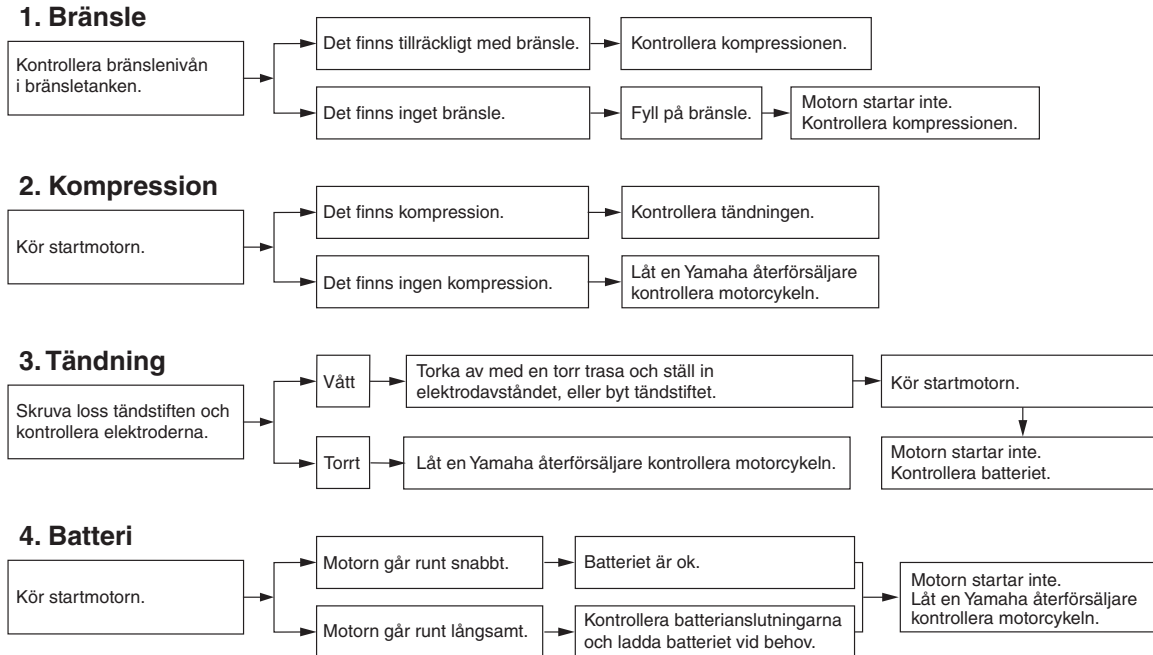 1. Bränsle
Kontrollera bränslenivån
i bränsletanken.
Det finns tillräckligt med bränsle.
Kontrollera kompressionen.
Det finns inget bränsle.
Fyll på bränsle.
Motorn startar inte.
Kontrollera kompressionen.
2. Kompression
Kör startmotorn.
Det finns kompression.
Kontrollera tändningen.
Det finns ingen kompression.
Låt en Yamaha återförsäljare
kontrollera motorcykeln.
3. Tändning
Skruva loss tändstiften och
kontrollera elektroderna.
Vått
Torka av med en torr trasa och ställ in
elektrodavståndet, eller byt tändstiftet.
Kör startmotorn.
Motorn startar inte.
Kontrollera batteriet.
Torrt
Låt en Yamaha återförsäljare kontrollera motorcykeln.
4. Batteri
Kör startmotorn.
Motorn går runt snabbt.
Batteriet är ok.
Motorn går runt långsamt.
Kontrollera batterianslutningarna
och ladda batteriet vid behov.
Motorn startar inte.
Låt en Yamaha återförsäljare
kontrollera motorcykeln.